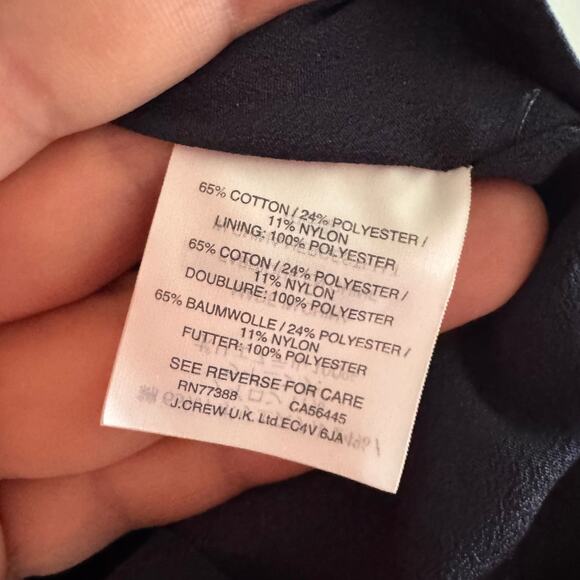 65% COTTON / 24% POLYESTER /
11% NYLON
LINING: 100% POLYESTER
65% COTON / 24% POLYESTER /
11% NYLON
DOUBLURE: 100% POLYESTER
65% BAUMWOLLE / 24% POLYESTER /
11% NYLON
FUTTER: 100% POLYESTER
SEE REVERSE FOR CARE
RN77388 CA56445
J.CREW U.K. Ltd EC4V 6JA